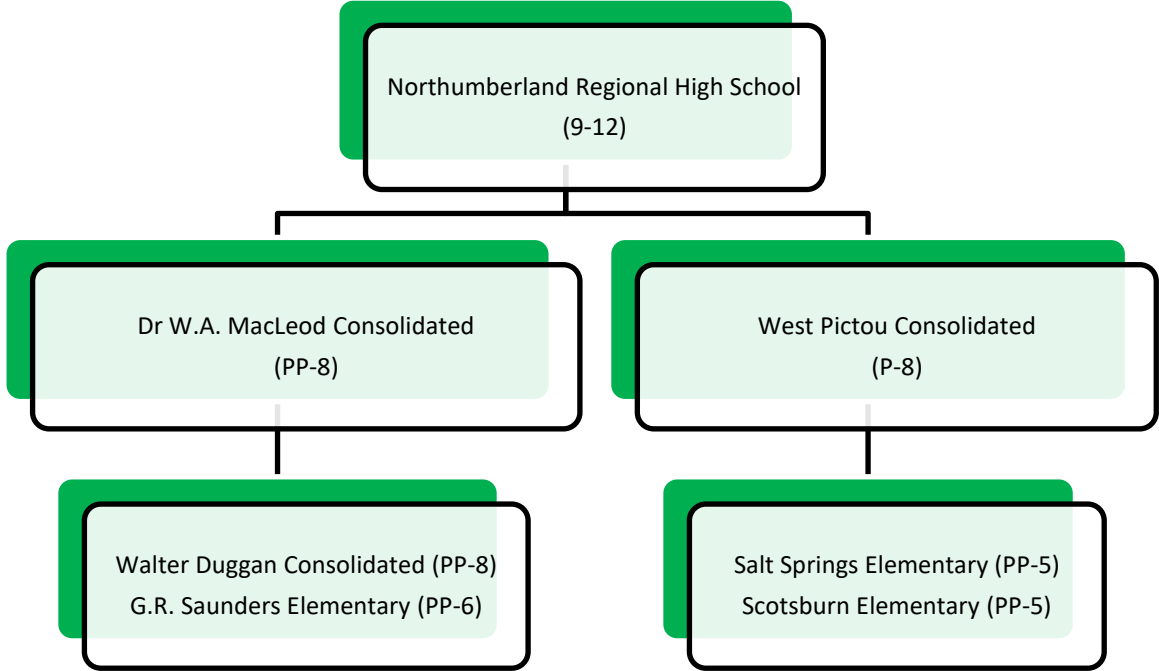 Northumberland Regional High School
(9-12)
Dr W.A. MacLeod Consolidated
(PP-8)
West Pictou Consolidated
(P-8)
Walter Duggan Consolidated (PP-8)
G.R. Saunders Elementary (PP-6)
Salt Springs Elementary (PP-5)
Scotsburn Elementary (PP-5)